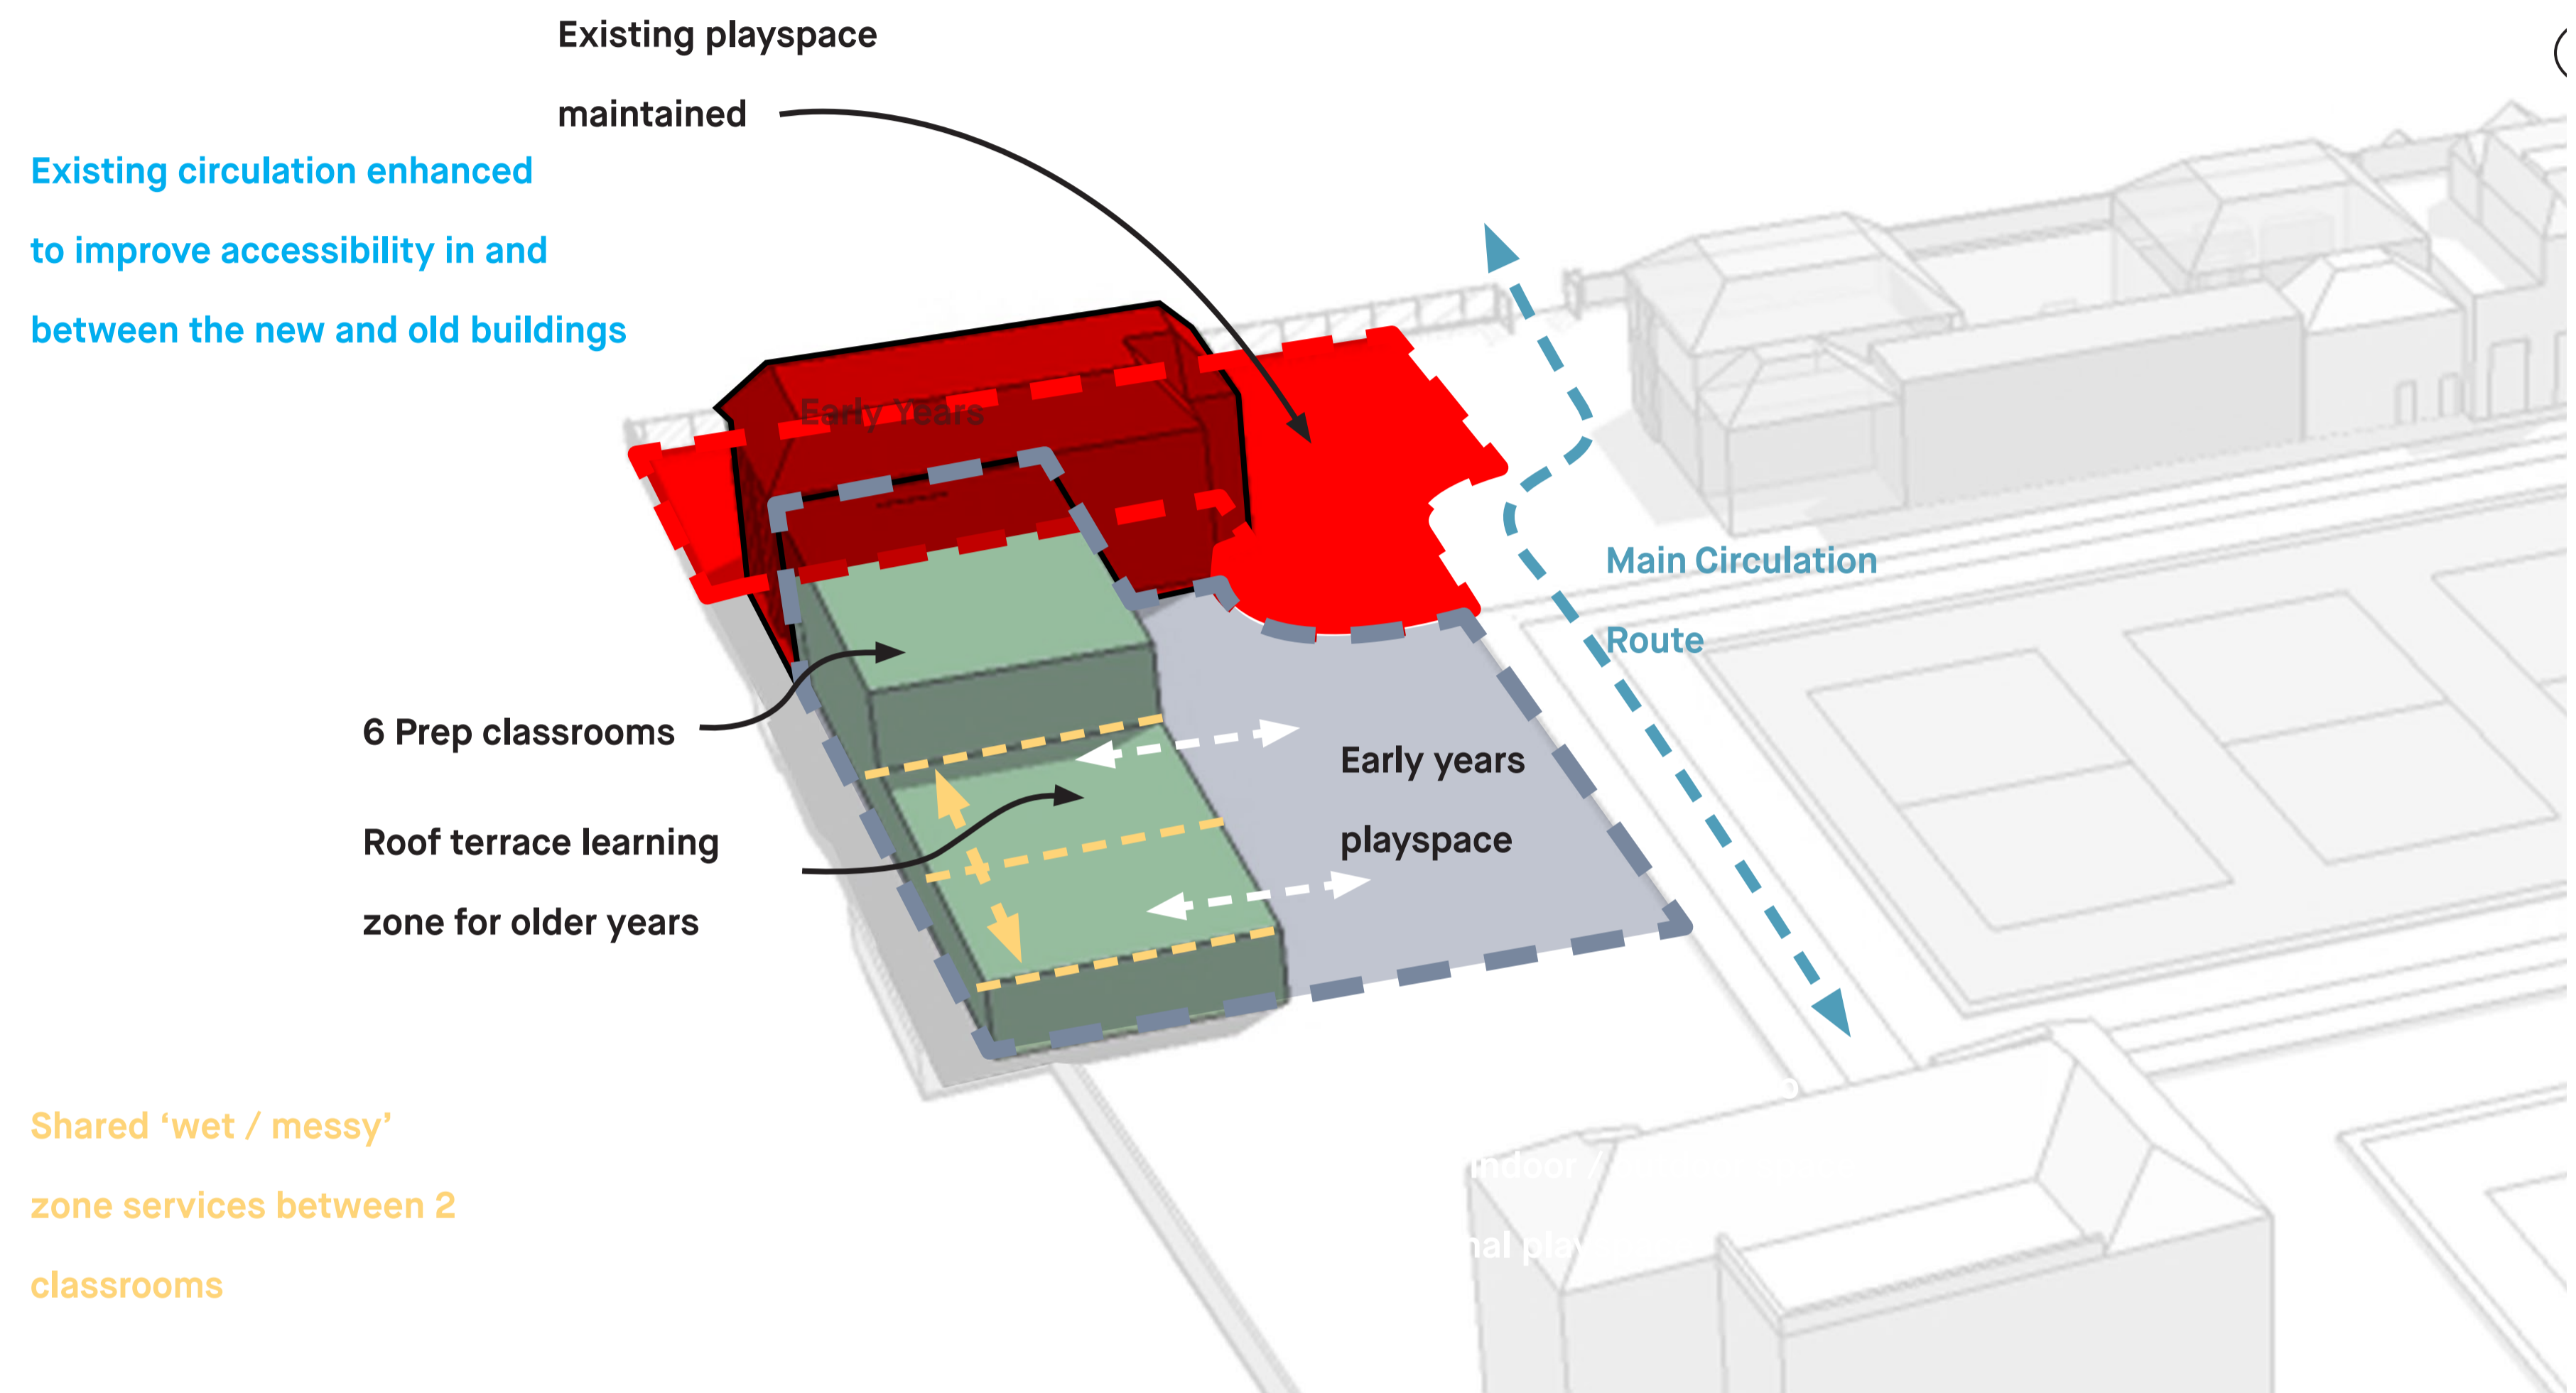 Existing playspace
maintained
Existing circulation enhanced
to improve accessibility in and
between the new and old buildings
Early Years
Main Circulation
Route
6 Prep classrooms
Early years
playspace
Roof terrace learning
zone for older years
Shared ‘wet / messy’
zone services between 2
classrooms
indoor /